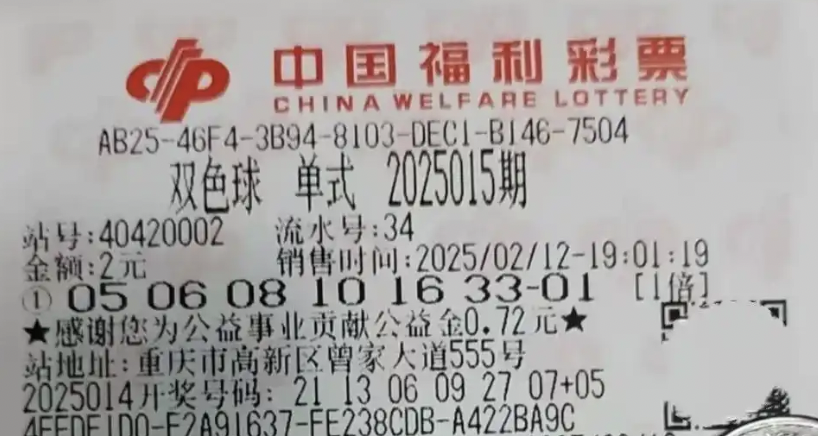 中国福利彩票
CHINA WELFARE LOTTERY
AB25-46F4-3B94-8103-DEC1-B146-7504
双色球 单式 2025015期
站号:40420002 流水号:34
金额:2元 销售时间:2025/02/12-19:01:19
① 05 06 08 10 16 33-01 [1倍]
★感谢您为公益事业贡献公益金0.72元★
站地址:重庆市高新区曾家大道555号
2025014开奖号码: 21 13 06 09 27 07+05
4FFDF1D0-F2A91637-FE238CDB-A422BA9C